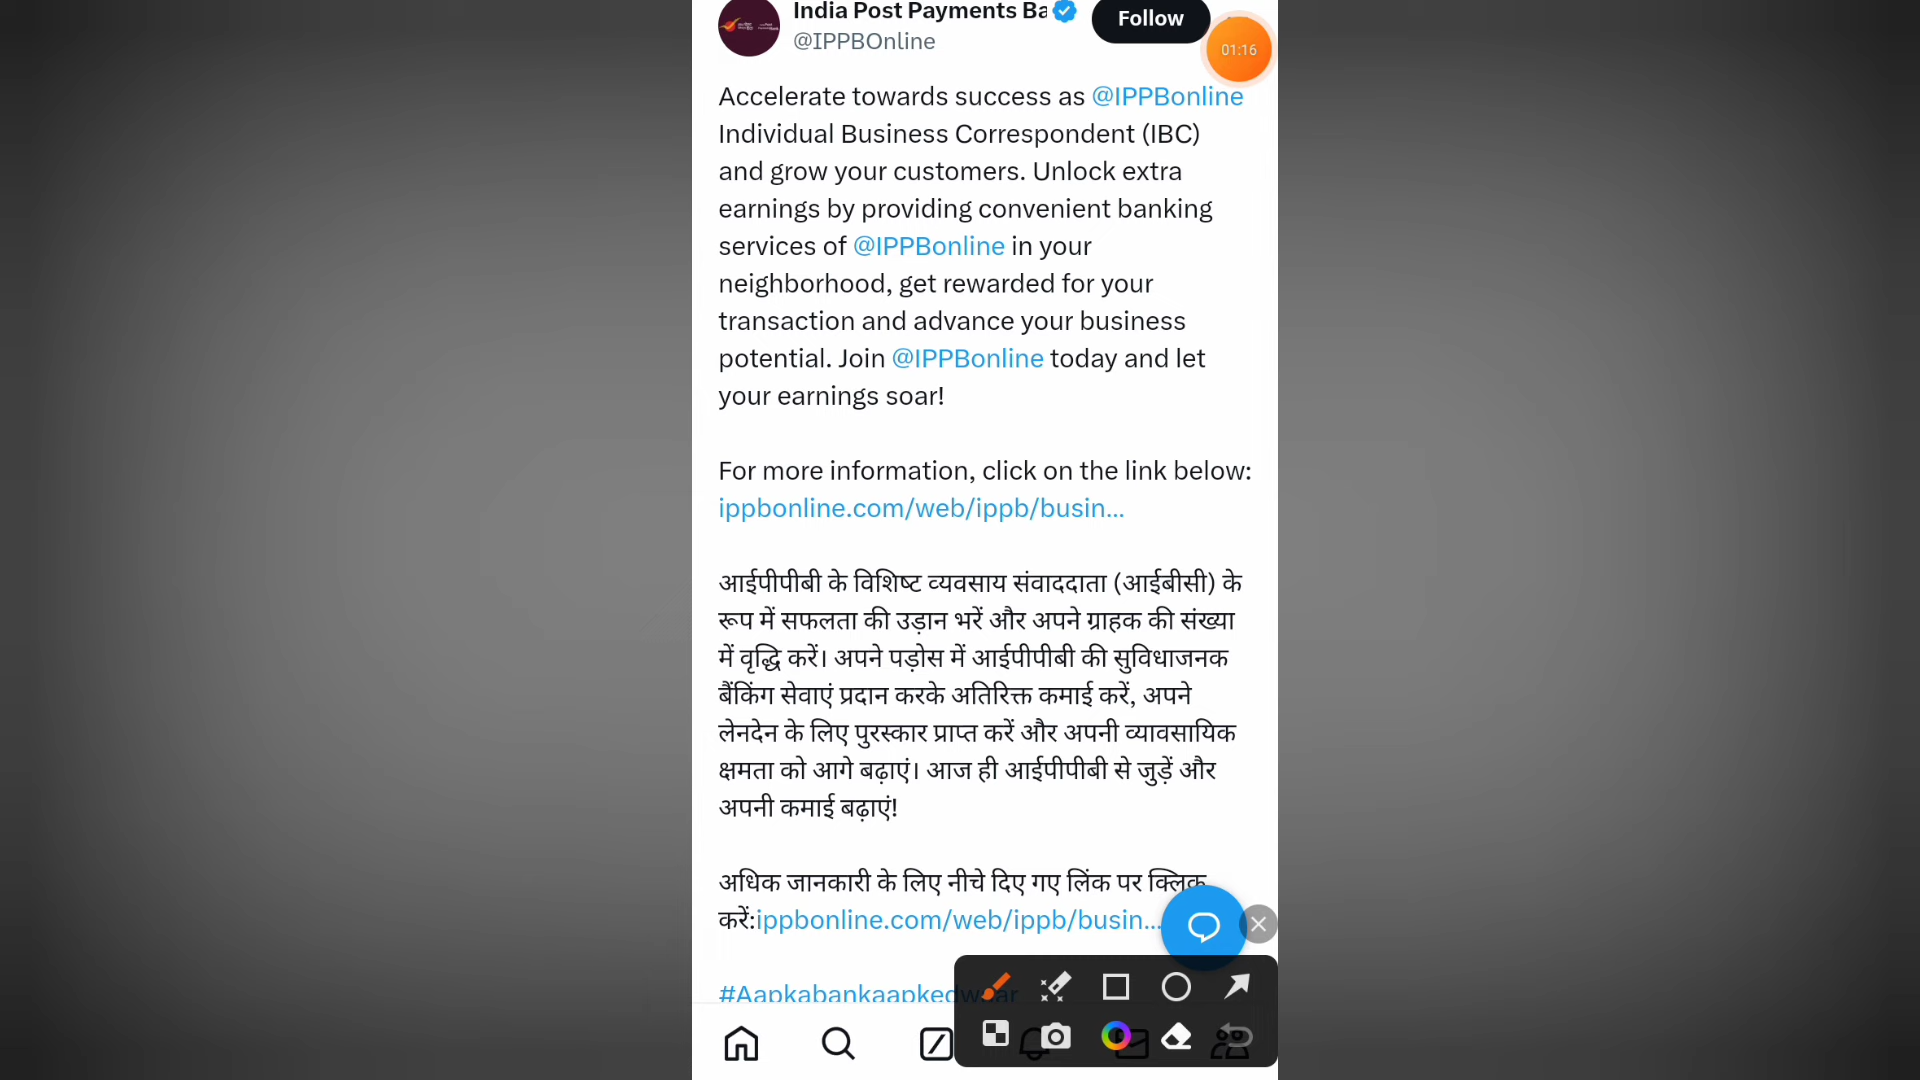 India Post Payments Ba
Follow
@IPPBOnline
01:16
Accelerate towards success as @IPPBonline
Individual Business Correspondent (IBC)
and grow your customers. Unlock extra
earnings by providing convenient banking
services of @IPPBonline in your
neighborhood, get rewarded for your
transaction and advance your business
potential. Join @IPPBonline today and let
your earnings soar!
For more information, click on the link below:
ippbonline.com/web/ippb/busin...
आईपीपीबी के विशिष्ट व्यवसाय संवाददाता (आईबीसी) के
रूप में सफलता की उड़ान भरें और अपने ग्राहक की संख्या
में वृद्धि करें। अपने पड़ोस में आईपीपीबी की सुविधाजनक
बैंकिंग सेवाएं प्रदान करके अतिरिक्त कमाई करें, अपने
लेनदेन के लिए पुरस्कार प्राप्त करें और अपनी व्यावसायिक
क्षमता को आगे बढ़ाएं। आज ही आईपीपीबी से जुड़ें और
अपनी कमाई बढ़ाएं!
अधिक जानकारी के लिए नीचे दिए गए लिंक पर क्लिक
करें:ippbonline.com/web/ippb/busin...
#Aapkabankaapkedwaar